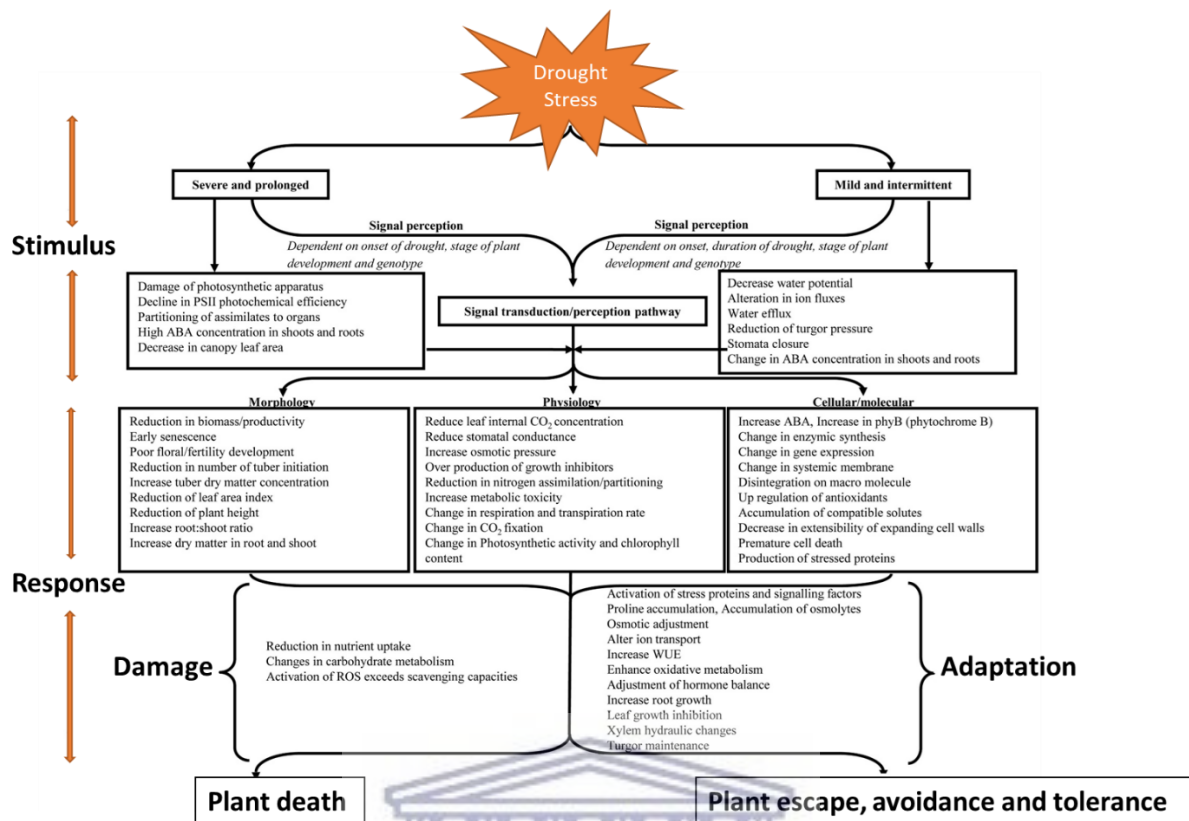 Drought
Stress
Severe and prolonged
Mild and intermittent
Signal perception
Dependent on onset of drought, stage of plant
development and genotype
Signal perception
Dependent on onset, duration of drought, stage of plant
development and genotype
Stimulus
Damage of photosynthetic apparatus
Decline in PSII photochemical efficiency
Partitioning of assimilates to organs
High ABA concentration in shoots and roots
Decrease in canopy leaf area
Signal transduction/perception pathway
Decrease water potential
Alteration in ion fluxes
Water efflux
Reduction of turgor pressure
Stomata closure
Change in ABA concentration in shoots and roots
Morphology
Reduction in biomass/productivity
Early senescence
Poor floral/fertility development
Reduction in number of tuber initiation
Increase tuber dry matter concentration
Reduction of leaf area index
Reduction of plant height
Increase root:shoot ratio
Increase dry matter in root and shoot
Physiology
Reduce leaf internal CO₂ concentration
Reduce stomatal conductance
Increase osmotic pressure
Over production of growth inhibitors
Reduction in nitrogen assimilation/partitioning
Increase metabolic toxicity
Change in respiration and transpiration rate
Change in CO₂ fixation
Change in Photosynthetic activity and chlorophyll
content
Cellular/molecular
Increase ABA, Increase in phyB (phytochrome B)
Change in enzymic synthesis
Change in gene expression
Change in systemic membrane
Disintegration on macro molecule
Up regulation of antioxidants
Accumulation of compatible solutes
Decrease in extensibility of expanding cell walls
Premature cell death
Production of stressed proteins
Response
Damage
Reduction in nutrient uptake
Changes in carbohydrate metabolism
Activation of ROS exceeds scavenging capacities
Activation of stress proteins and signalling factors
Proline accumulation, Accumulation of osmolytes
Osmotic adjustment
Alter ion transport
Increase WUE
Enhance oxidative metabolism
Adjustment of hormone balance
Increase root growth
Leaf growth inhibition
Xylem hydraulic changes
Turgor maintenance
Adaptation
Plant death
Plant escape, avoidance and tolerance